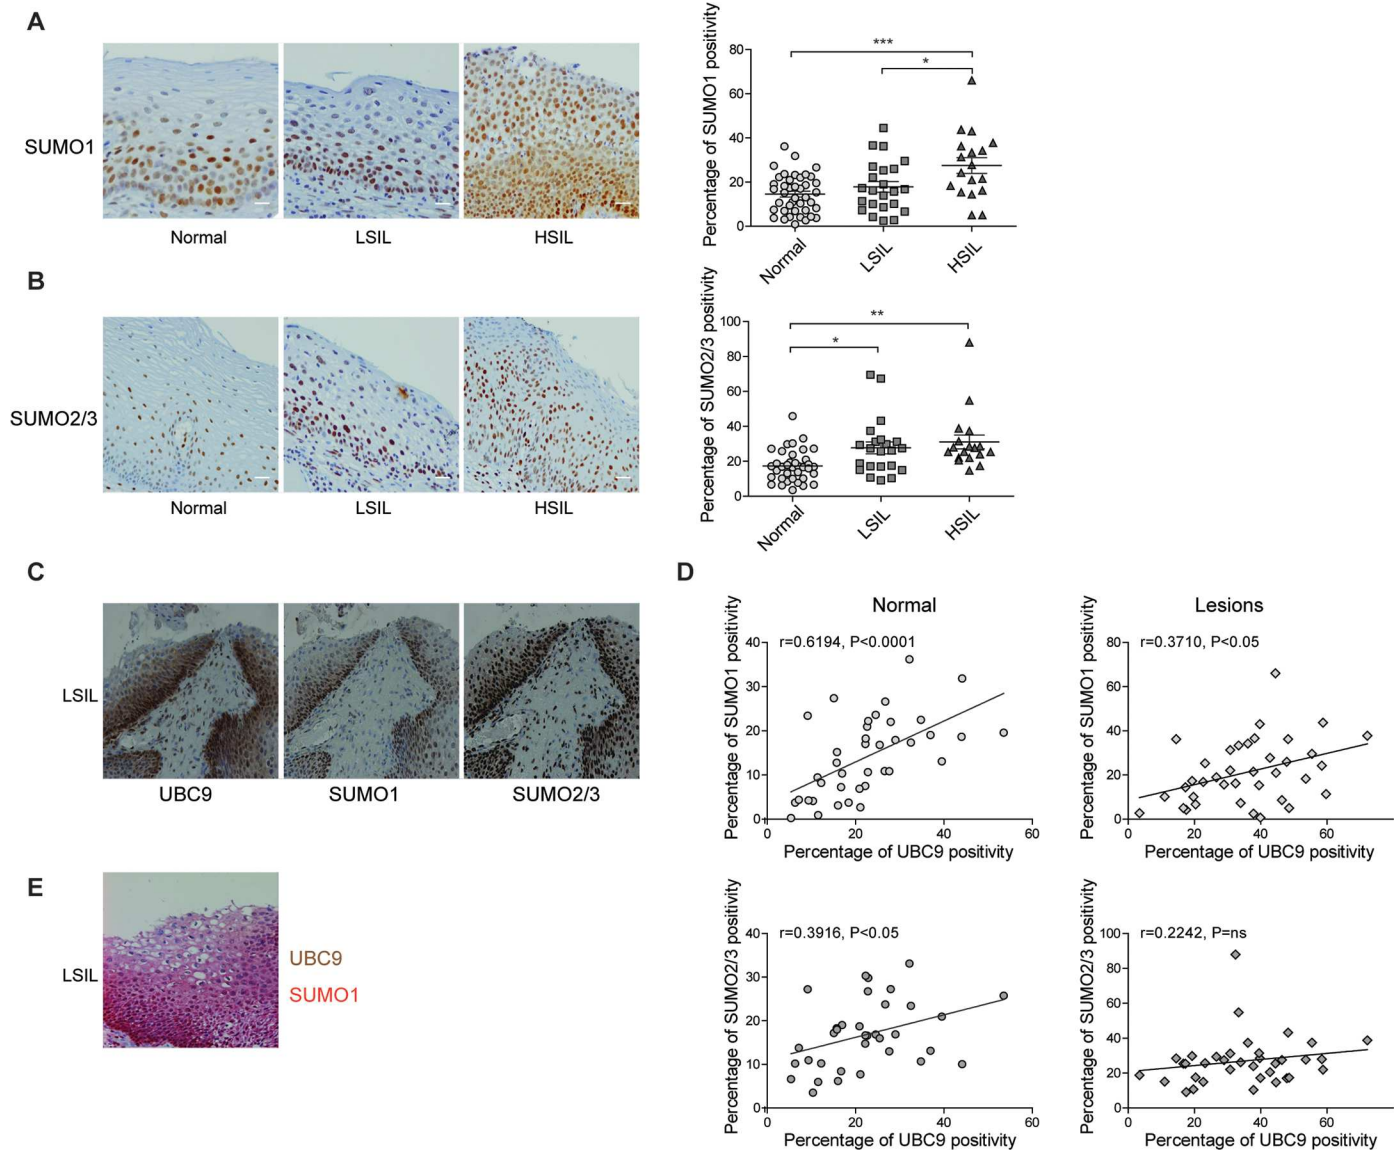 A
SUMO1
Normal
LSIL
HSIL
Percentage of SUMO1 positivity
80
60
40
20
0
***
*
Normal
LSIL
HSIL
B
SUMO2/3
Normal
LSIL
HSIL
Percentage of SUMO2/3 positivity
100
80
60
40
20
0
**
*
Normal
LSIL
HSIL
C
LSIL
UBC9
SUMO1
SUMO2/3
D
Normal
Percentage of SUMO1 positivity
r=0.6194, P<0.0001
40
30
20
10
0
0 20 40 60
Percentage of UBC9 positivity
Lesions
Percentage of SUMO1 positivity
r=0.3710, P<0.05
80
60
40
20
0
0 20 40 60
Percentage of UBC9 positivity
Percentage of SUMO2/3 positivity
r=0.3916, P<0.05
40
30
20
10
0
0 20 40 60
Percentage of UBC9 positivity
Percentage of SUMO2/3 positivity
r=0.2242, P=ns
100
80
60
40
20
0
0 20 40 60
Percentage of UBC9 positivity
E
LSIL
UBC9
SUMO1